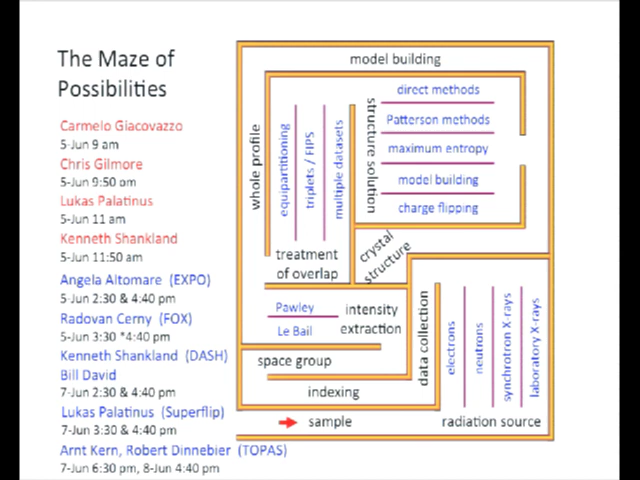 The Maze of
Possibilities
Carmelo Giacovazzo
5-Jun 9 am
Chris Gilmore
5-Jun 9:50 pm
Lukas Palatinus
5-Jun 11 am
Kenneth Shankland
5-Jun 11:50 am
Angela Altomare (EXPO)
5-Jun 2:30 & 4:40 pm
Radovan Cerny (FOX)
5-Jun 3:30 *4:40 pm
Kenneth Shankland (DASH)
Bill David
7-Jun 2:30 & 4:40 pm
Lukas Palatinus (Superflip)
7-Jun 3:30 & 4:40 pm
Arnt Kern, Robert Dinnebier (TOPAS)
7-Jun 6:30 pm, 8-Jun 4:40 pm
model building
whole profile
equipartitioning
triplets / FIPS
multiple datasets
structure solution
direct methods
Patterson methods
maximum entropy
model building
charge flipping
treatment
of overlap
crystal
structure
Pawley
Le Bail
intensity
extraction
space group
indexing
data collection
electrons
neutrons
synchrotron X-rays
laboratory X-rays
sample
radiation source